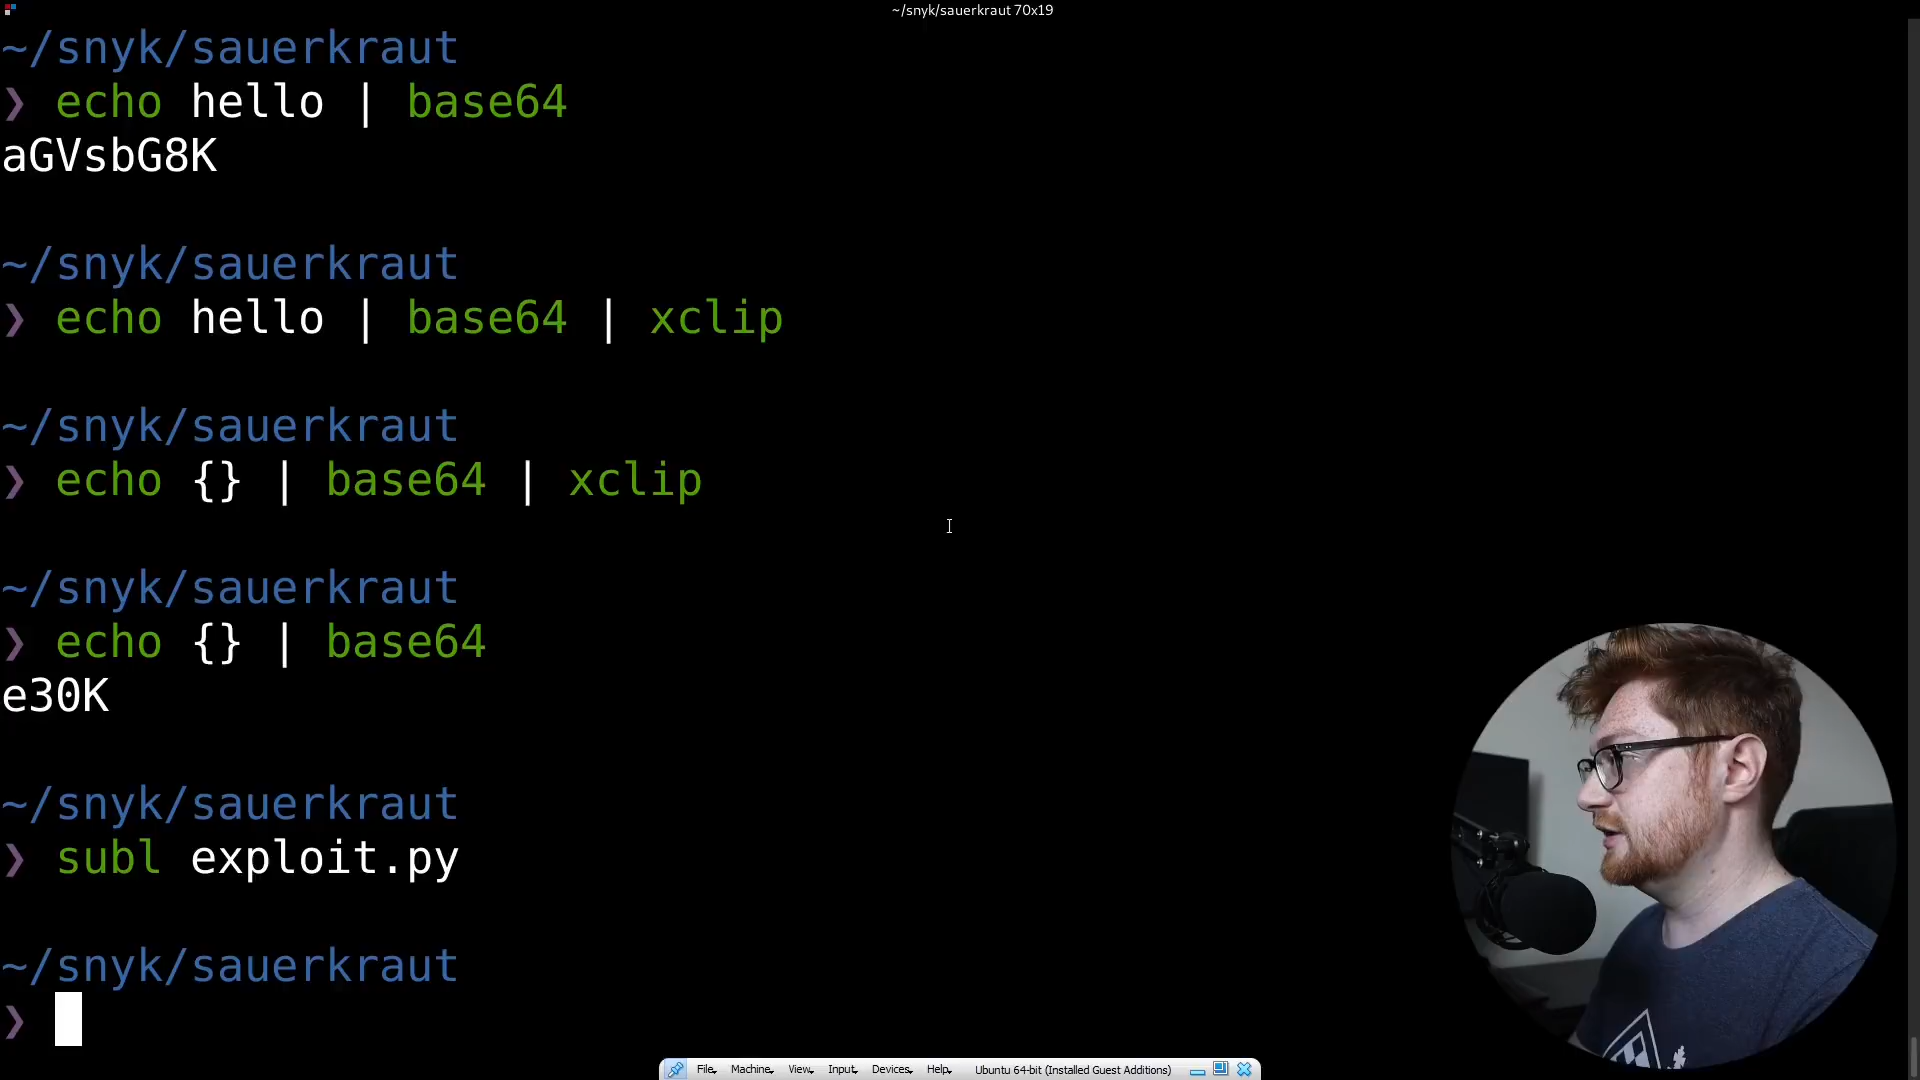 ~/snyk/sauerkraut 70x19
~/snyk/sauerkraut
❯ echo hello | base64
aGVsbG8K
~/snyk/sauerkraut
❯ echo hello | base64 | xclip
~/snyk/sauerkraut
❯ echo {} | base64 | xclip
~/snyk/sauerkraut
❯ echo {} | base64
e30K
~/snyk/sauerkraut
❯ subl exploit.py
~/snyk/sauerkraut
❯
File Machine View Input Devices Help Ubuntu 64-bit (Installed Guest Additions)